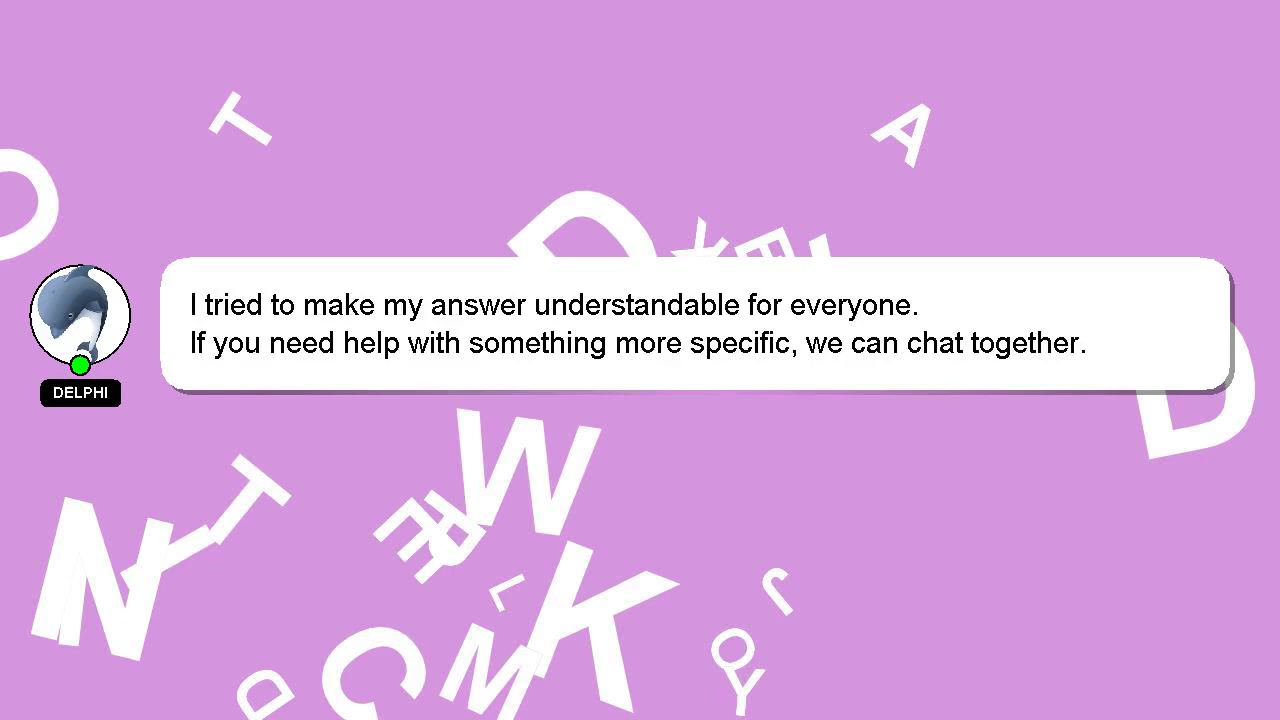 T
A
D
K
E
I tried to make my answer understandable for everyone.
If you need help with something more specific, we can chat together.
DELPHI
D
W
T
N
E
R
L
K
J
C
M
O
Y
D